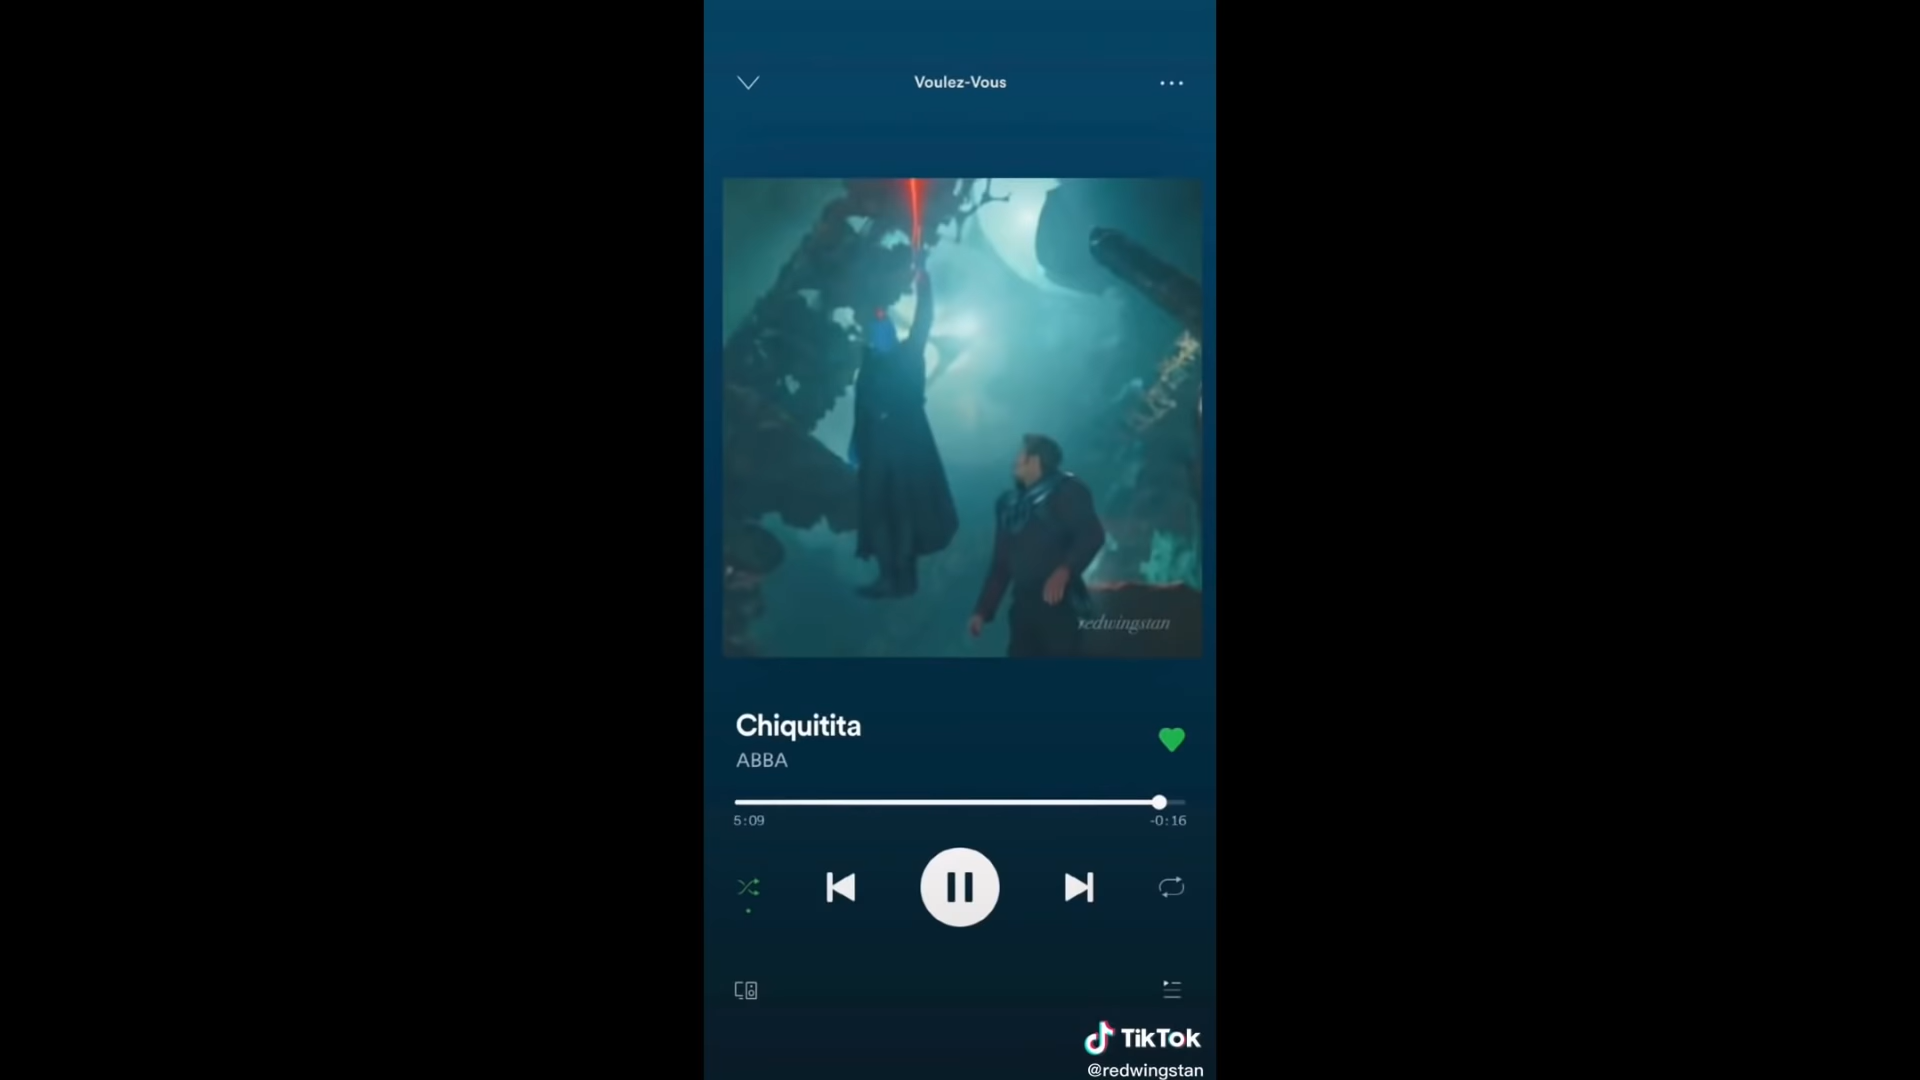 Voulez-Vous
redwingstan
Chiquitita
ABBA
5:09
-0:16
TikTok
@redwingstan